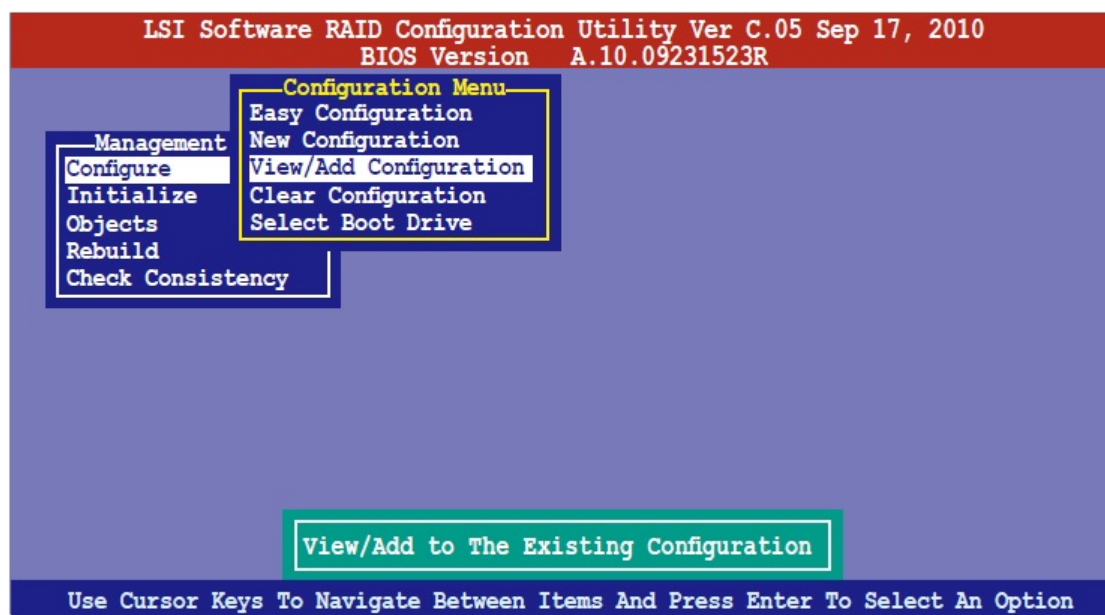 LSI Software RAID Configuration Utility Ver C.05 Sep 17, 2010
BIOS Version A.10.09231523R
Configuration Menu
Easy Configuration
New Configuration
View/Add Configuration
Clear Configuration
Select Boot Drive
Management
Configure
Initialize
Objects
Rebuild
Check Consistency
View/Add to The Existing Configuration
Use Cursor Keys To Navigate Between Items And Press Enter To Select An Option